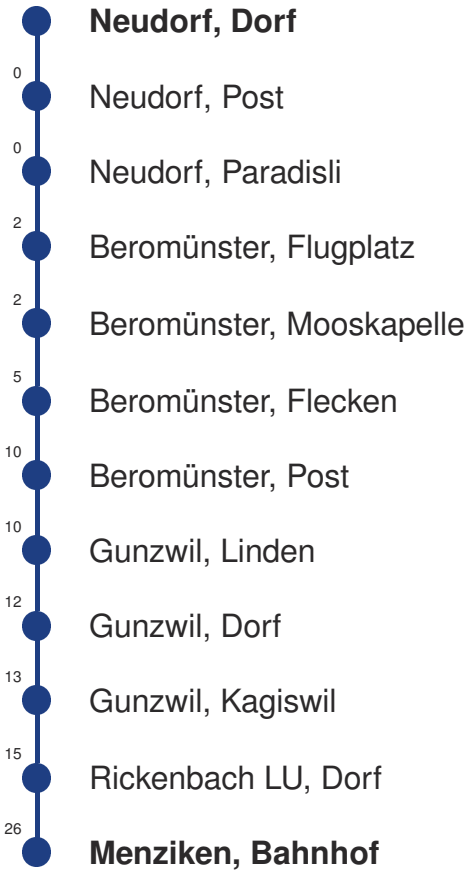 Neudorf, Dorf
0
Neudorf, Post
0
Neudorf, Paradisli
2
Beromünster, Flugplatz
2
Beromünster, Mooskapelle
5
Beromünster, Flecken
10
Beromünster, Post
10
Gunzwil, Linden
12
Gunzwil, Dorf
13
Gunzwil, Kagiswil
15
Rickenbach LU, Dorf
26
Menziken, Bahnhof